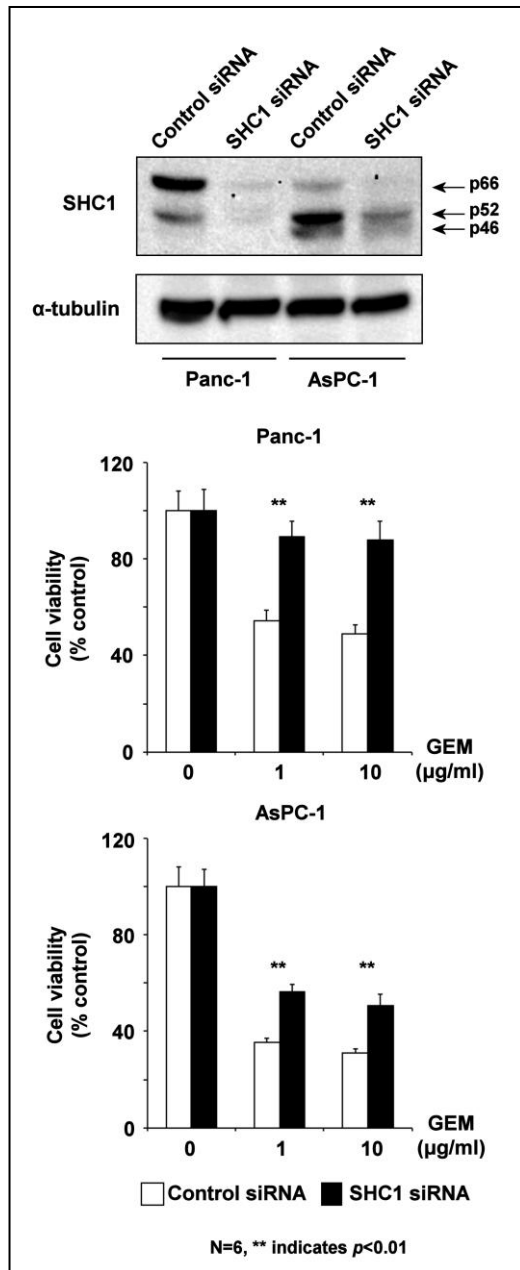 Control siRNA
SHC1 siRNA
Control siRNA
SHC1 siRNA
SHC1
p66
p52
p46
α-tubulin
Panc-1 AsPC-1
Panc-1
Cell viability
(% control)
120
80
40
0
0 1 10
GEM
(µg/ml)
** **
AsPC-1
Cell viability
(% control)
120
80
40
0
0 1 10
GEM
(µg/ml)
** **
Control siRNA SHC1 siRNA
N=6, ** indicates p<0.01